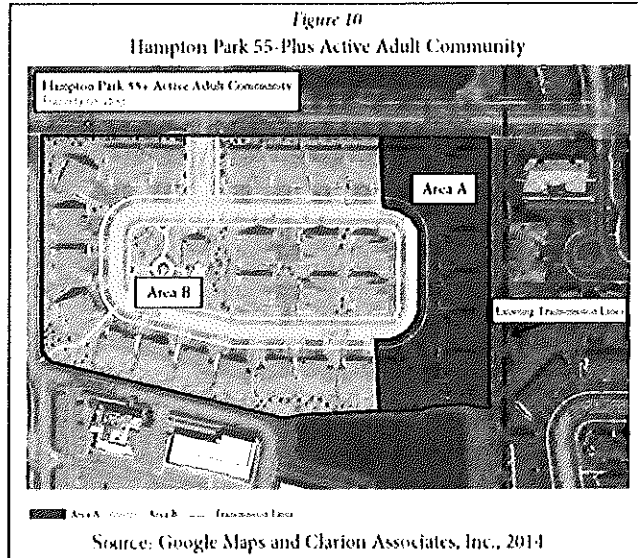 Figure 10
Hampton Park 55-Plus Active Adult Community
Hampton Park 55+ Active Adult Community
Area A
Area B
Existing Transmission Lines
Area A Area B Transmission Lines
Source: Google Maps and Clarion Associates, Inc., 2014